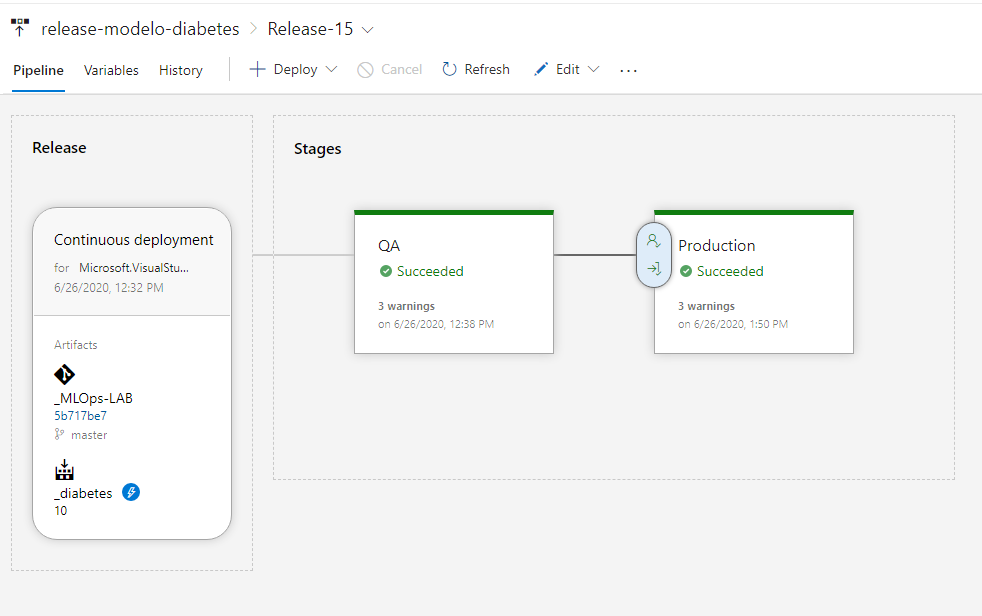 release-modelo-diabetes > Release-15
Pipeline Variables History Deploy Cancel Refresh Edit ...
Release
Stages
Continuous deployment
for Microsoft.VisualStu...
6/26/2020, 12:32 PM
Artifacts
_MLOps-LAB
5b717be7
master
_diabetes
10
QA
Succeeded
3 warnings
on 6/26/2020, 12:38 PM
Production
Succeeded
3 warnings
on 6/26/2020, 1:50 PM